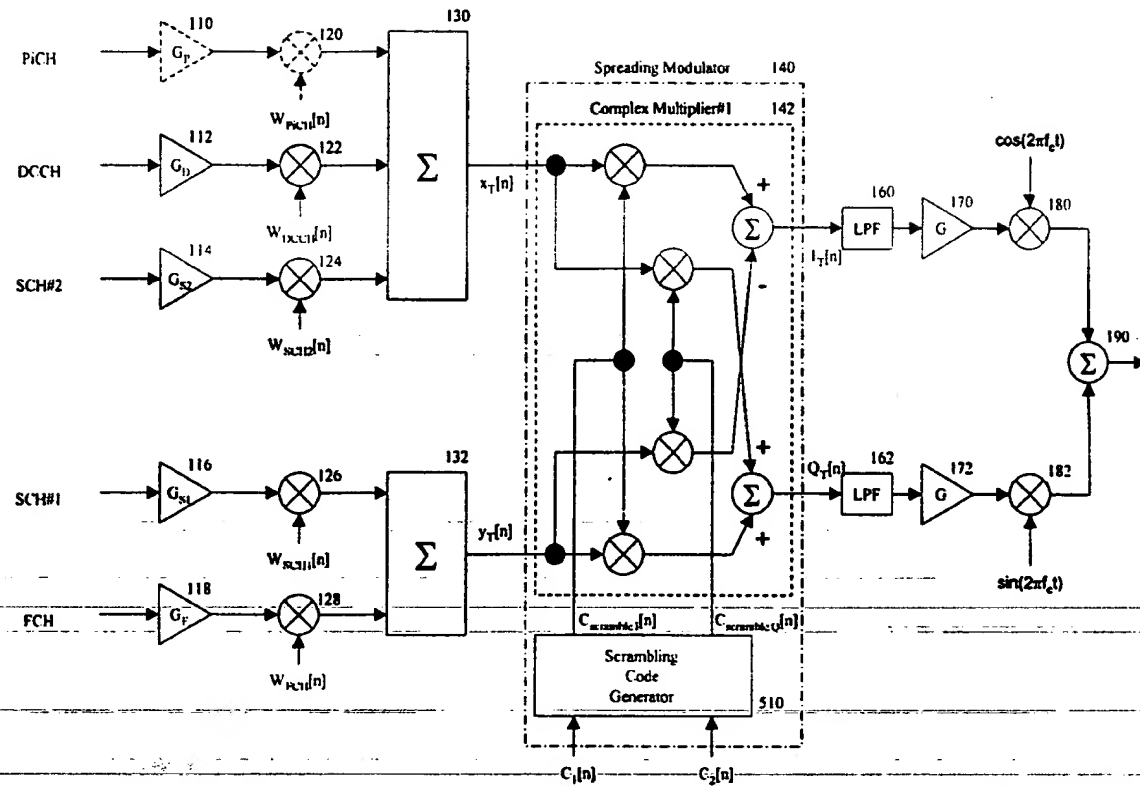 110
120
130
PiCH
G_P
W_PiCH[n]
Spreading Modulator 140
Complex Multiplier#1 142
112
122
DCCH
G_D
Σ
x_T[n]
W_DCCH[n]
cos(2πf_ct)
+
160
170
180
114
124
SCH#2
G_S2
Σ
LPF
G
I_T[n]
-
W_SCH2[n]
190
Σ
116
126
132
+
162
172
182
SCH#1
G_S1
Q_T[n]
Σ
LPF
G
W_SCH1[n]
y_T[n]
Σ
+
118
128
sin(2πf_ct)
FCH
G_F
C_scrambleI[n]
C_scrambleQ[n]
W_FCH[n]
Scrambling
Code
Generator
510
C_1[n]
C_2[n]